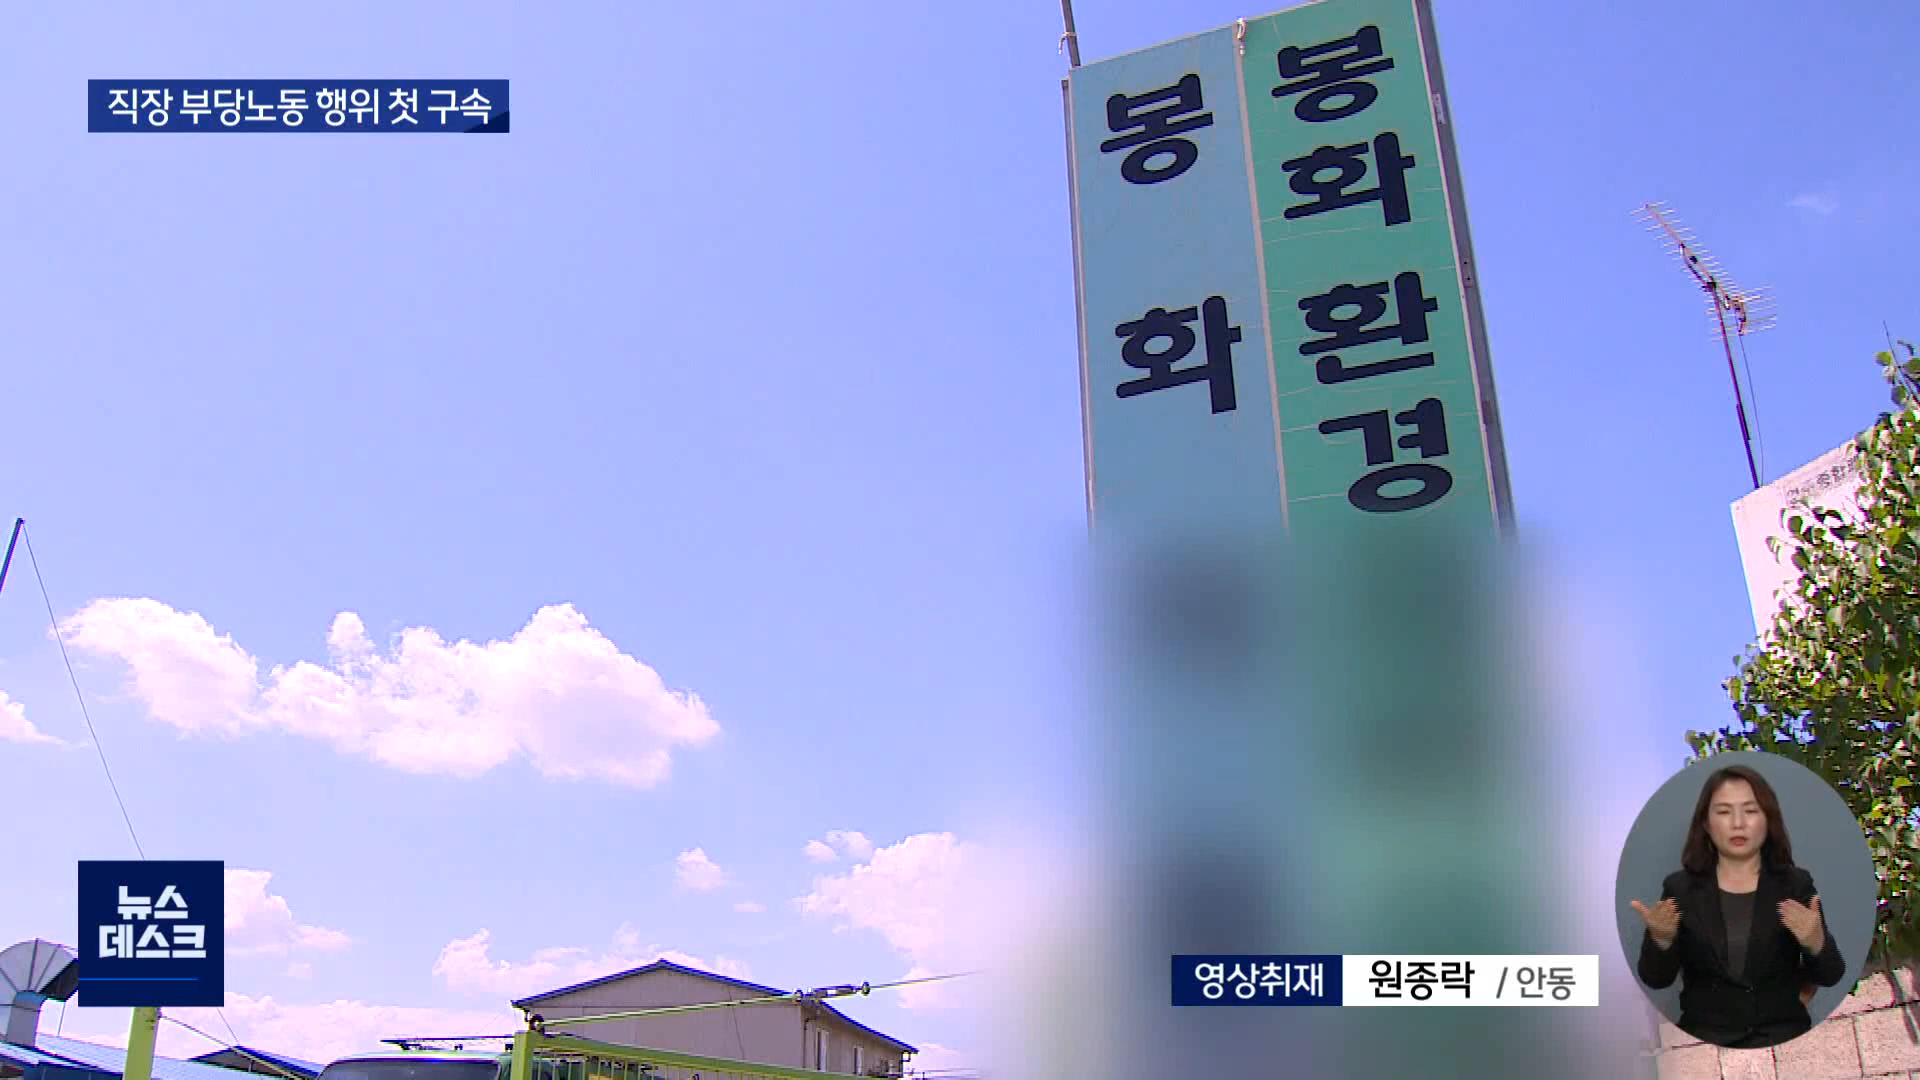 직장 부당노동 행위 첫 구속
봉화
봉화환경
뉴스
데스크
영상취재 원종락 / 안동